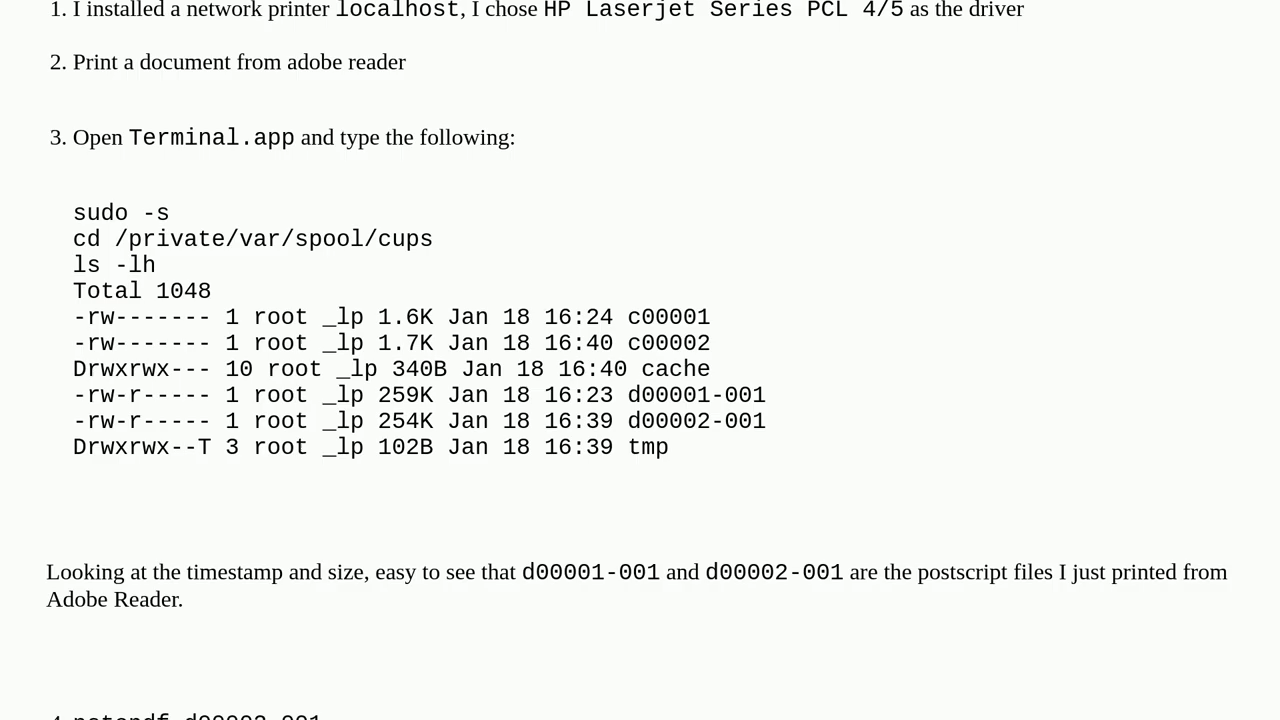 1. I installed a network printer localhost, I chose HP Laserjet Series PCL 4/5 as the driver
2. Print a document from adobe reader
3. Open Terminal.app and type the following:
sudo -s
cd /private/var/spool/cups
ls -lh
Total 1048
-rw------- 1 root _lp 1.6K Jan 18 16:24 c00001
-rw------- 1 root _lp 1.7K Jan 18 16:40 c00002
Drwxrwx--- 10 root _lp 340B Jan 18 16:40 cache
-rw-r----- 1 root _lp 259K Jan 18 16:23 d00001-001
-rw-r----- 1 root _lp 254K Jan 18 16:39 d00002-001
Drwxrwx--T 3 root _lp 102B Jan 18 16:39 tmp
Looking at the timestamp and size, easy to see that d00001-001 and d00002-001 are the postscript files I just printed from
Adobe Reader.